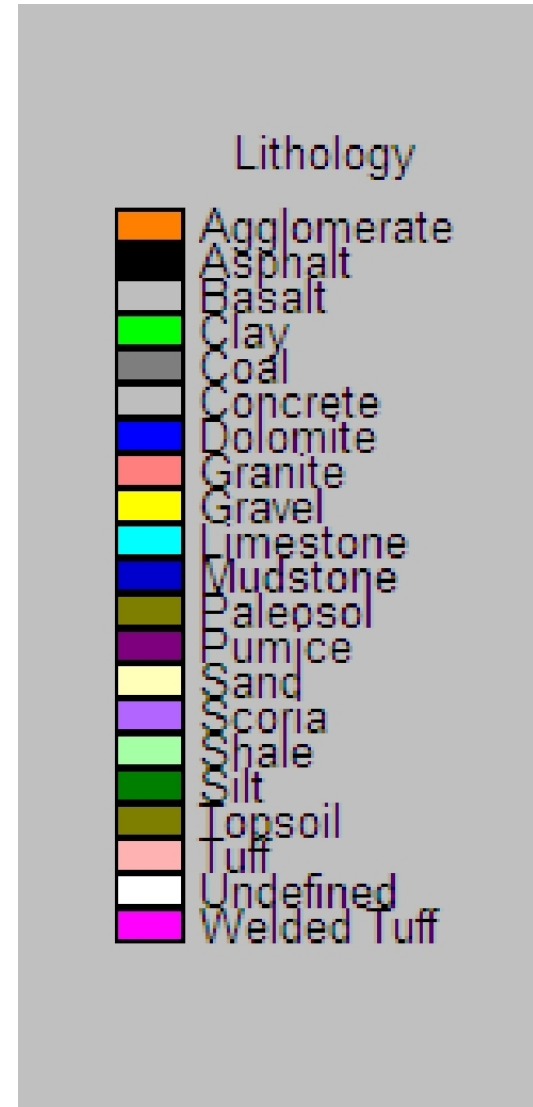 Lithology
Agglomerate
Asphalt
Basalt
Clay
Coal
Concrete
Dolomite
Granite
Gravel
Limestone
Mudstone
Paleosol
Pumice
Sand
Scoria
Shale
Silt
Topsoil
Tuff
Undefined
Welded Tuff